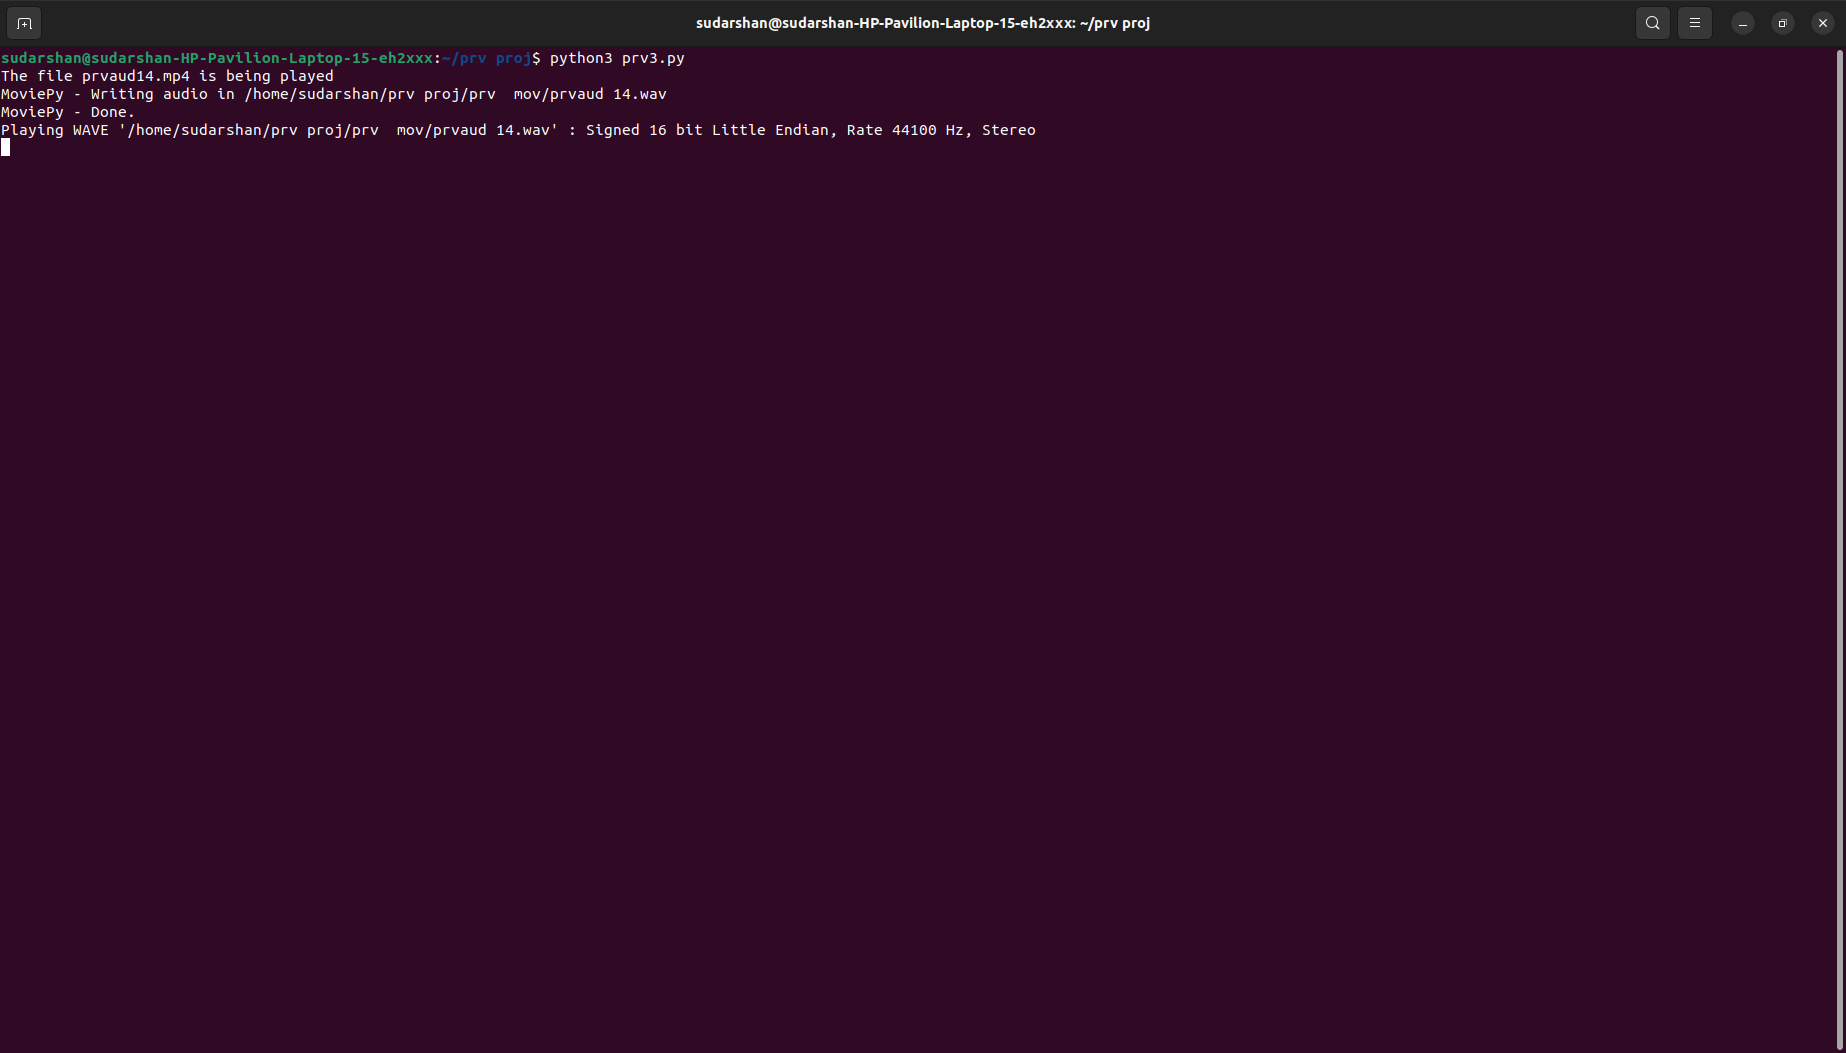 sudarshan@sudarshan-HP-Pavilion-Laptop-15-eh2xxx: ~/prv proj
sudarshan@sudarshan-HP-Pavilion-Laptop-15-eh2xxx:~/prv proj$ python3 prv3.py
The file prvaud14.mp4 is being played
MoviePy - Writing audio in /home/sudarshan/prv proj/prv  mov/prvaud 14.wav
MoviePy - Done.
Playing WAVE '/home/sudarshan/prv proj/prv  mov/prvaud 14.wav' : Signed 16 bit Little Endian, Rate 44100 Hz, Stereo